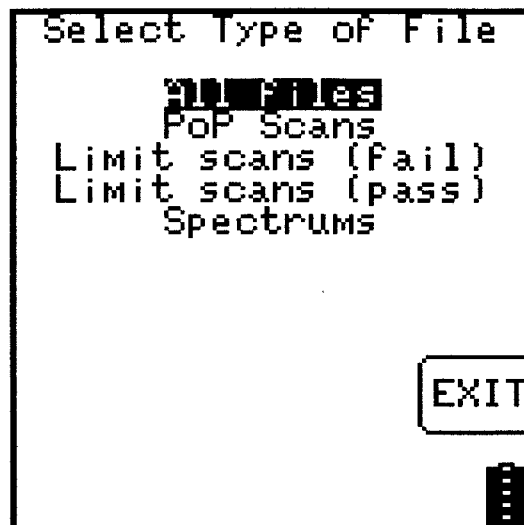 Select Type of File
All files
PoP Scans
Limit scans (fail)
Limit scans (pass)
Spectrums
EXIT